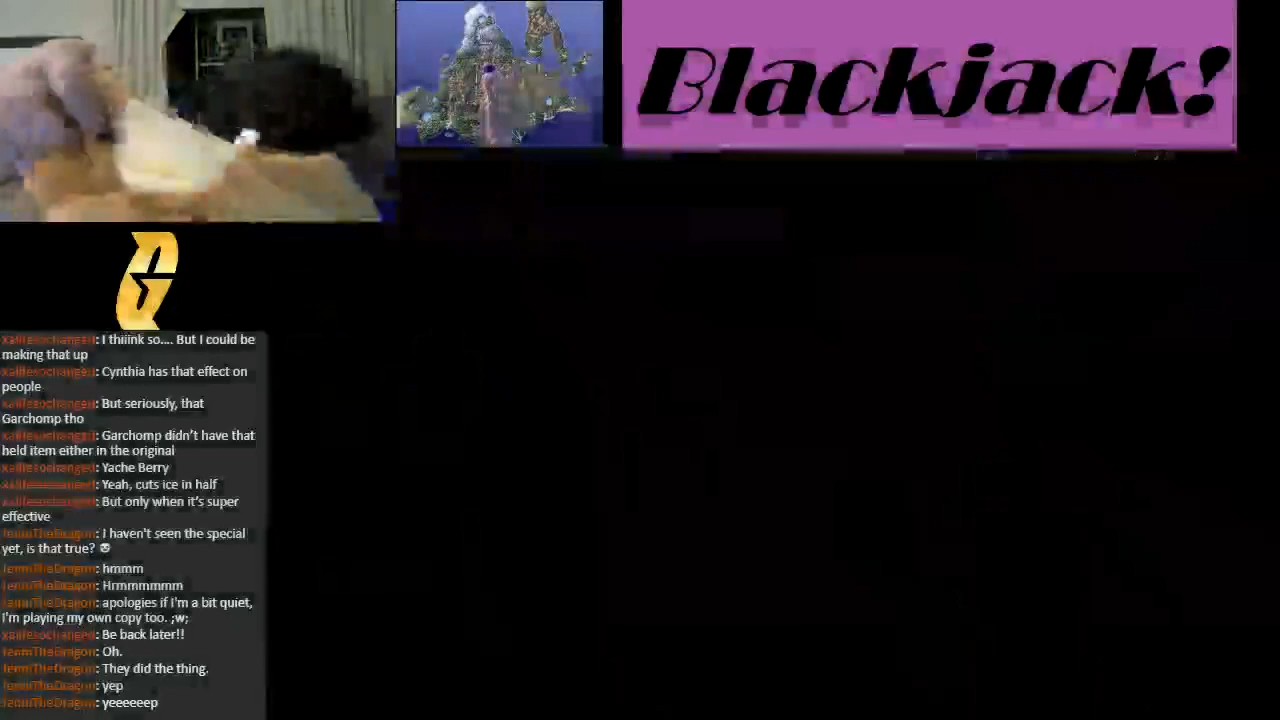 Blackjack!
: I thiiink so.... But I could be
making that up
: Cynthia has that effect on
people
: But seriously, that
Garchomp tho
: Garchomp didn't have that
held item either in the original
: Yache Berry
: Yeah, cuts ice in half
: But only when it's super
effective
: I haven't seen the special
yet, is that true?
: hmmm
: Hrmmmmmm
: apologies if I'm a bit quiet,
I'm playing my own copy too. ;w;
: Be back later!!
: Oh.
: They did the thing.
: yep
: yeeeeeep